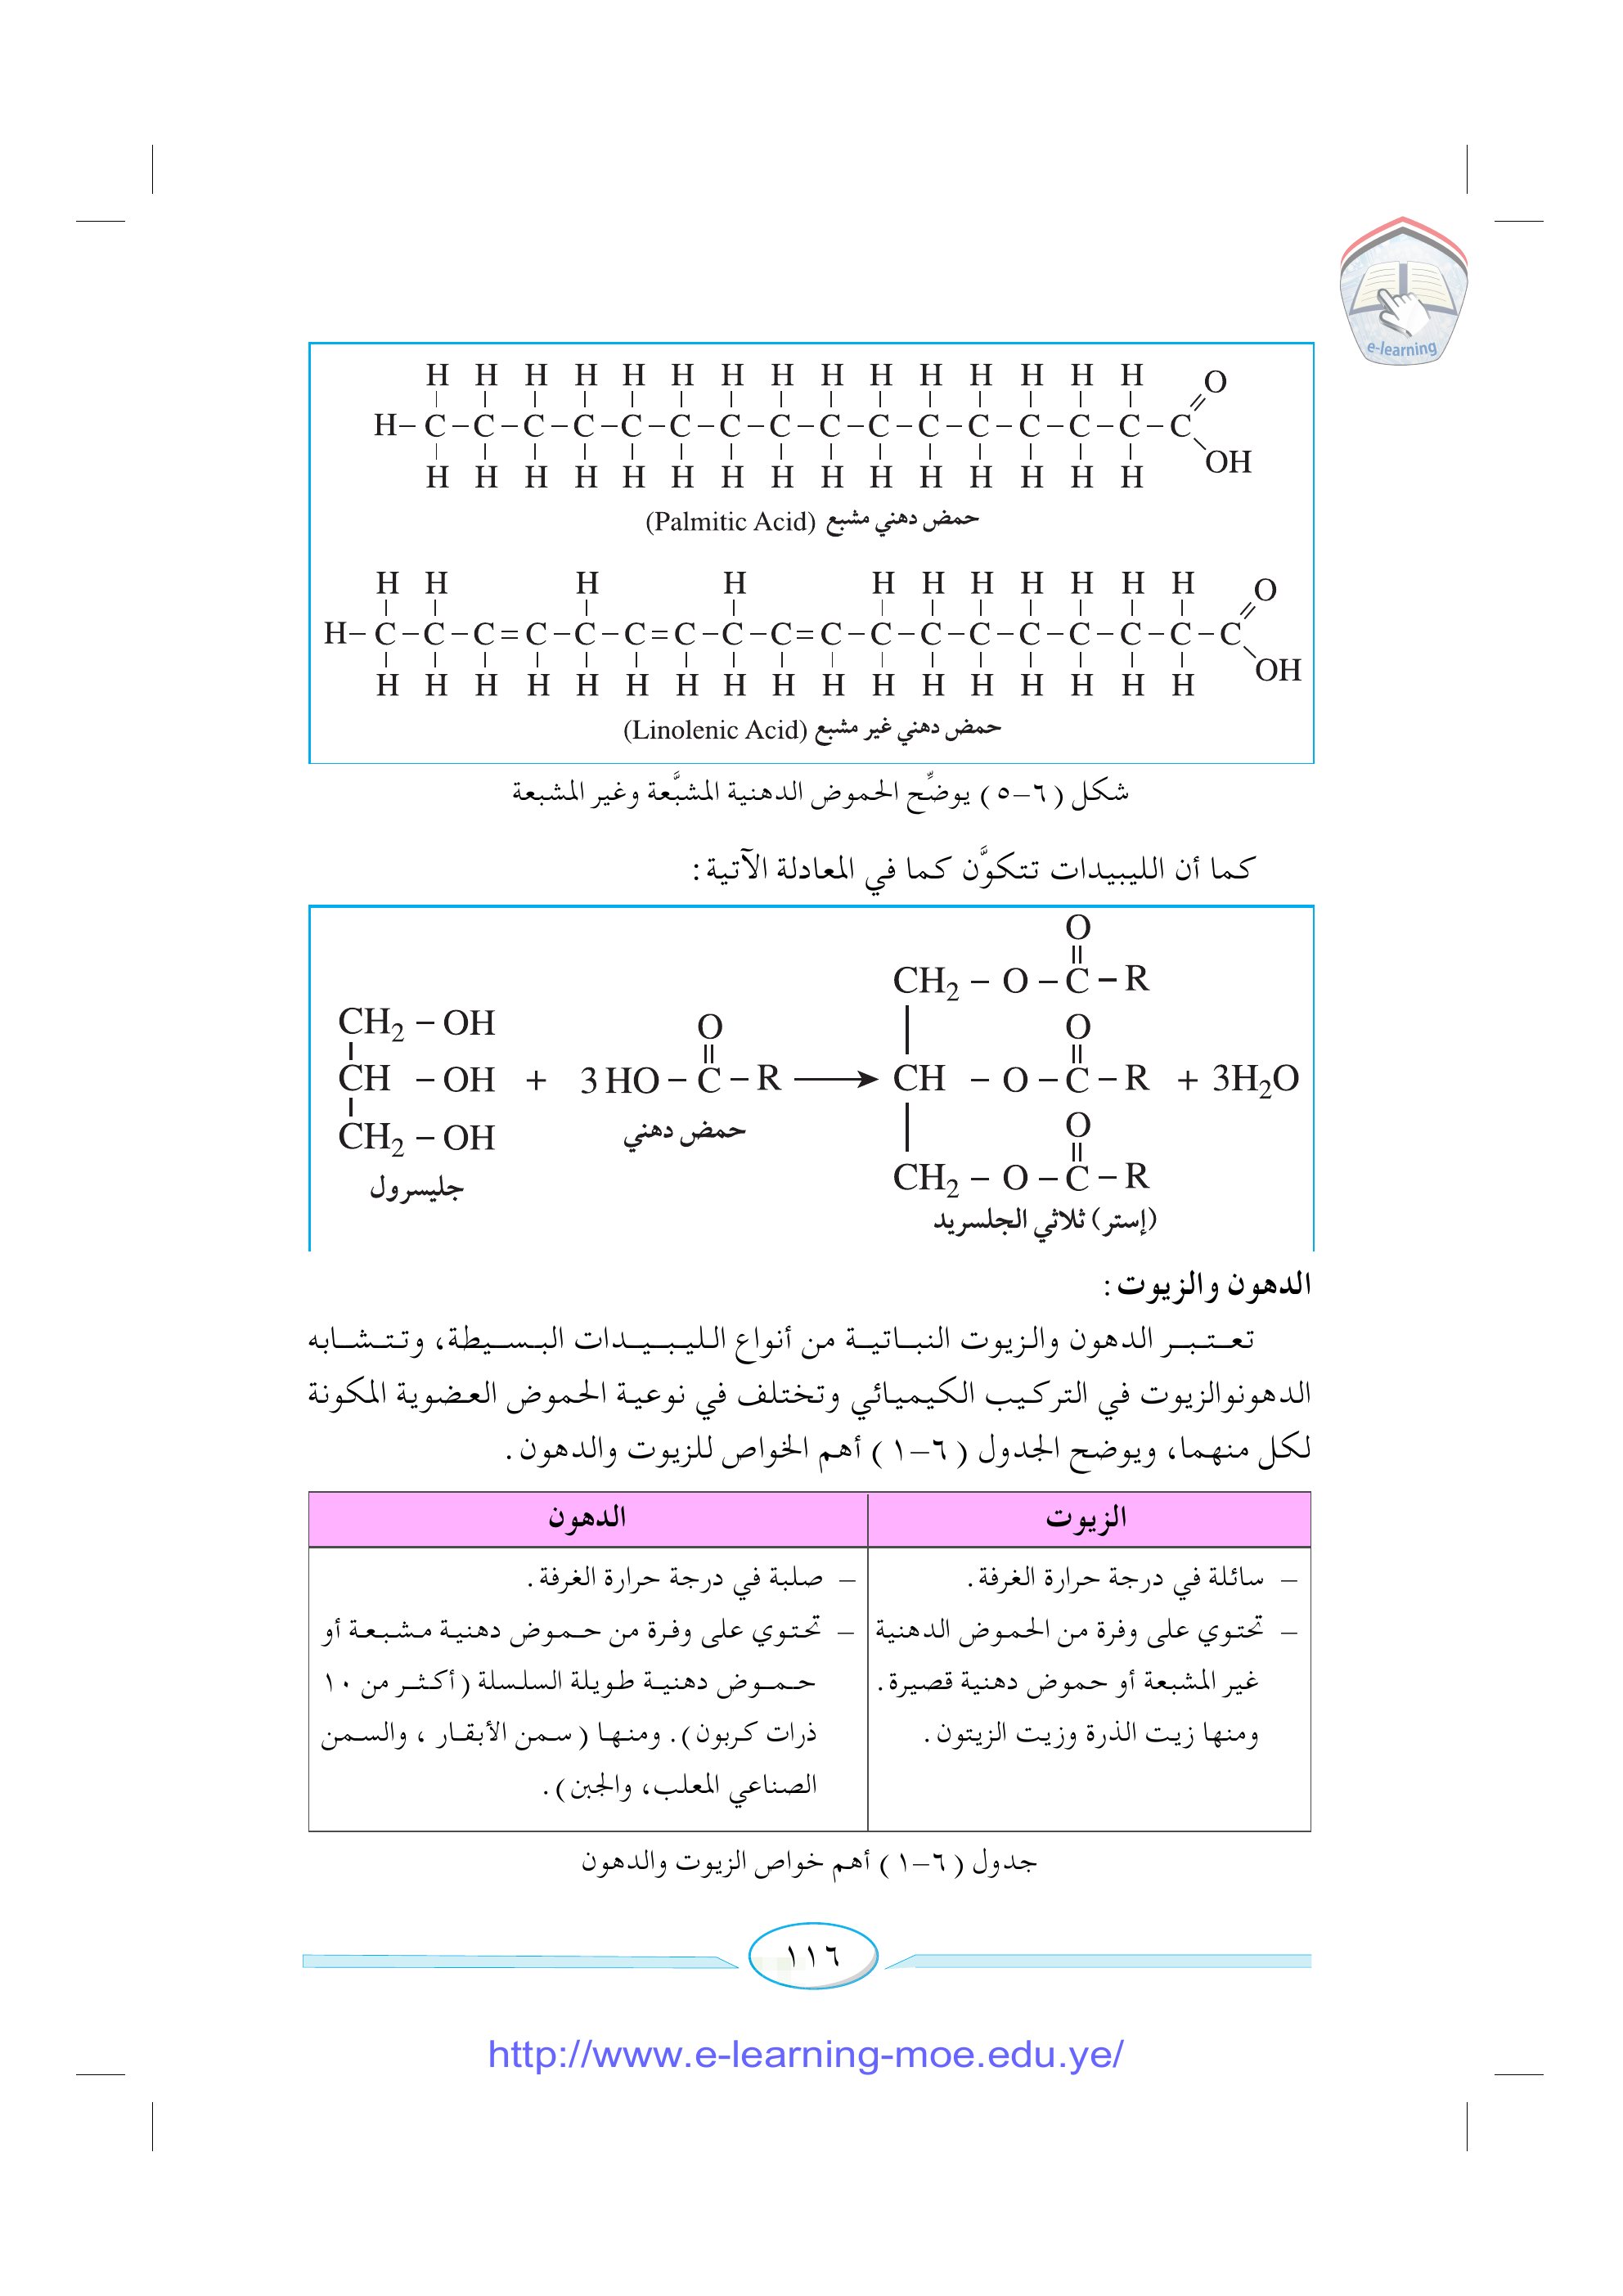 e-learning
H H H H H H H H H H H H H H H O
H– C – C – C – C – C – C – C – C – C – C – C – C – C – C – C – C
H H H H H H H H H H H H H H H OH
حمض دهني مشبع (Palmitic Acid)
H H H H H H H H H H H O
H– C – C – C = C – C – C = C – C – C = C – C – C – C – C – C – C – C – C
H H H H H H H H H H H H H H H H H OH
حمض دهني غير مشبع (Linolenic Acid)
شكل (٦–٥) يوضِّح الحموض الدهنية المشبَّعة وغير المشبعة
كما أن الليبيدات تتكوَّن كما في المعادلة الآتية:
O
CH2 – O – C – R
CH2 – OH O O
CH – OH + 3 HO – C – R → CH – O – C – R + 3H2O
حمض دهني O
CH2 – OH CH2 – O – C – R
جليسرول (إستر) ثلاثي الجلسريد
الدهون والزيوت:
تعتبر الدهون والزيوت النباتية من أنواع الليبيدات البسيطة، وتتشابه
الدهونوالزيوت في التركيب الكيميائي وتختلف في نوعية الحموض العضوية المكونة
لكل منهما، ويوضح الجدول (٦–١) أهم الخواص للزيوت والدهون.
الزيوت
– سائلة في درجة حرارة الغرفة.
– تحتوي على وفرة من الحموض الدهنية
غير المشبعة أو حموض دهنية قصيرة.
ومنها زيت الذرة وزيت الزيتون.
الدهون
– صلبة في درجة حرارة الغرفة.
– تحتوي على وفرة من حموض دهنية مشبعة أو
حموض دهنية طويلة السلسلة (أكثر من ١٠
ذرات كربون). ومنها (سمن الأبقار ، والسمن
الصناعي المعلب، والجبن).
جدول (٦–١) أهم خواص الزيوت والدهون
١١٦
http://www.e-learning-moe.edu.ye/